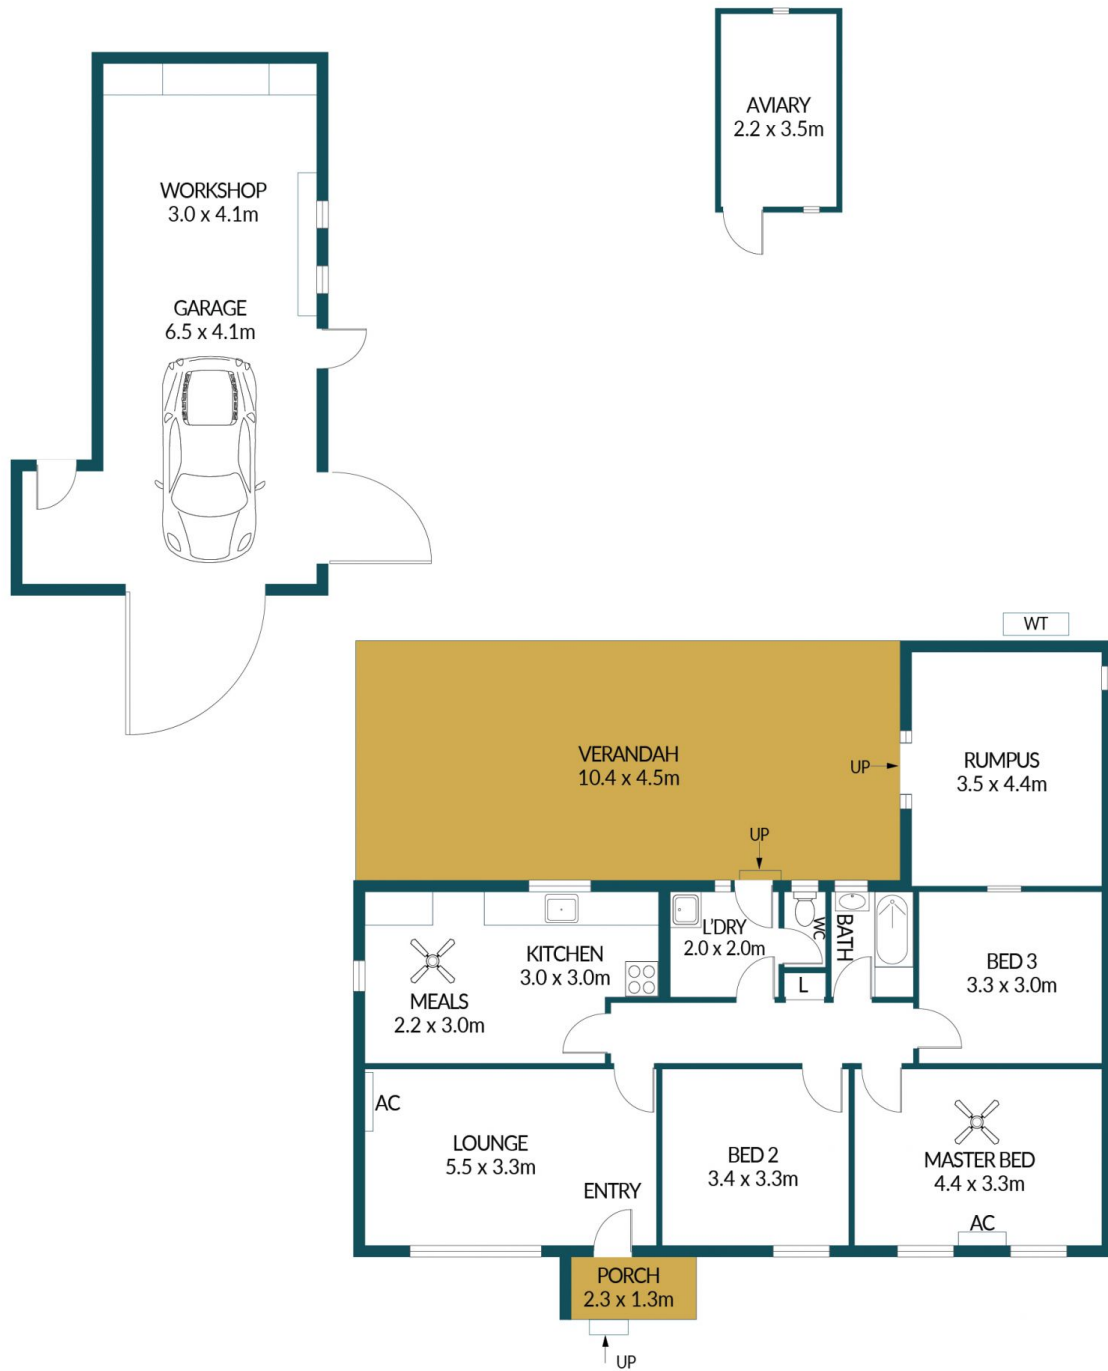 AVIARY
2.2 x 3.5m
WORKSHOP
3.0 x 4.1m
GARAGE
6.5 x 4.1m
WT
VERANDAH
10.4 x 4.5m
UP
RUMPUS
3.5 x 4.4m
UP
L'DRY
2.0 x 2.0m
WC
BATH
KITCHEN
3.0 x 3.0m
MEALS
2.2 x 3.0m
L
BED 3
3.3 x 3.0m
AC
LOUNGE
5.5 x 3.3m
ENTRY
BED 2
3.4 x 3.3m
MASTER BED
4.4 x 3.3m
AC
PORCH
2.3 x 1.3m
UP